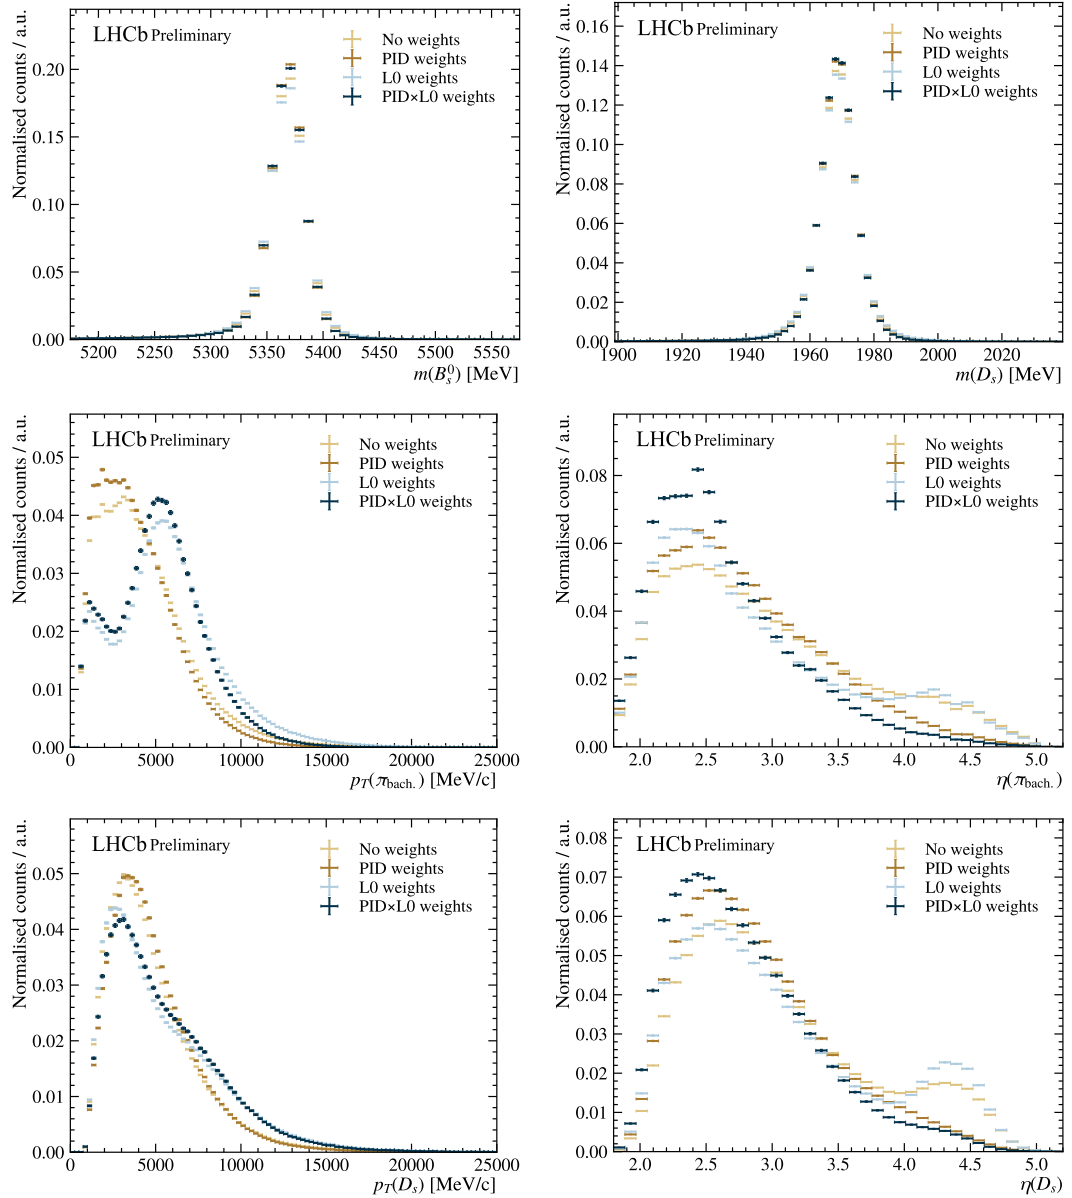 LHCb Preliminary
No weights
PID weights
L0 weights
PID×L0 weights
Normalised counts / a.u.
0.00
0.05
0.10
0.15
0.20
5200 5250 5300 5350 5400 5450 5500 5550
m(B_s^0) [MeV]
LHCb Preliminary
No weights
PID weights
L0 weights
PID×L0 weights
Normalised counts / a.u.
0.00
0.02
0.04
0.06
0.08
0.10
0.12
0.14
0.16
1900 1920 1940 1960 1980 2000 2020
m(D_s) [MeV]
LHCb Preliminary
No weights
PID weights
L0 weights
PID×L0 weights
Normalised counts / a.u.
0.00
0.01
0.02
0.03
0.04
0.05
0 5000 10000 15000 20000 25000
p_T(π_bach.) [MeV/c]
LHCb Preliminary
No weights
PID weights
L0 weights
PID×L0 weights
Normalised counts / a.u.
0.00
0.02
0.04
0.06
0.08
2.0 2.5 3.0 3.5 4.0 4.5 5.0
η(π_bach.)
LHCb Preliminary
No weights
PID weights
L0 weights
PID×L0 weights
Normalised counts / a.u.
0.00
0.01
0.02
0.03
0.04
0.05
0 5000 10000 15000 20000 25000
p_T(D_s) [MeV/c]
LHCb Preliminary
No weights
PID weights
L0 weights
PID×L0 weights
Normalised counts / a.u.
0.00
0.01
0.02
0.03
0.04
0.05
0.06
0.07
0.08
2.0 2.5 3.0 3.5 4.0 4.5 5.0
η(D_s)